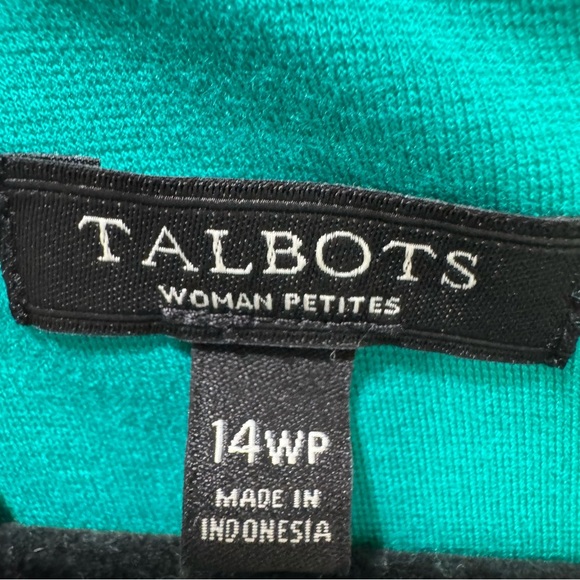 TALBOTS
WOMAN PETITES
14WP
MADE IN
INDONESIA